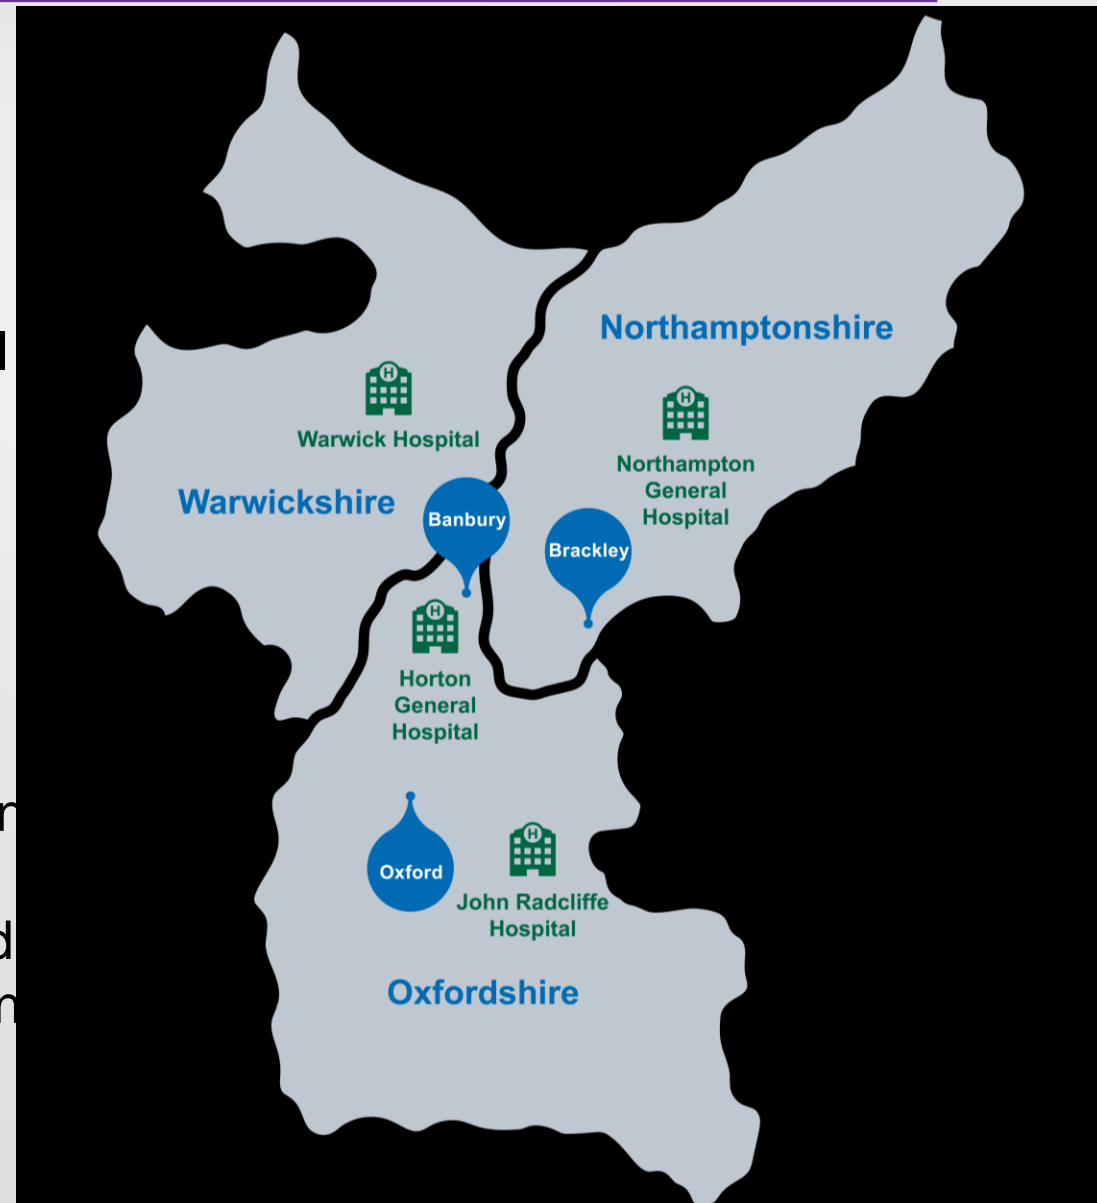 Northamptonshire
H
H
Warwick Hospital
Northampton
General
Hospital
Warwickshire
Banbury
Brackley
H
Horton
General
Hospital
H
Oxford
John Radcliffe
Hospital
Oxfordshire